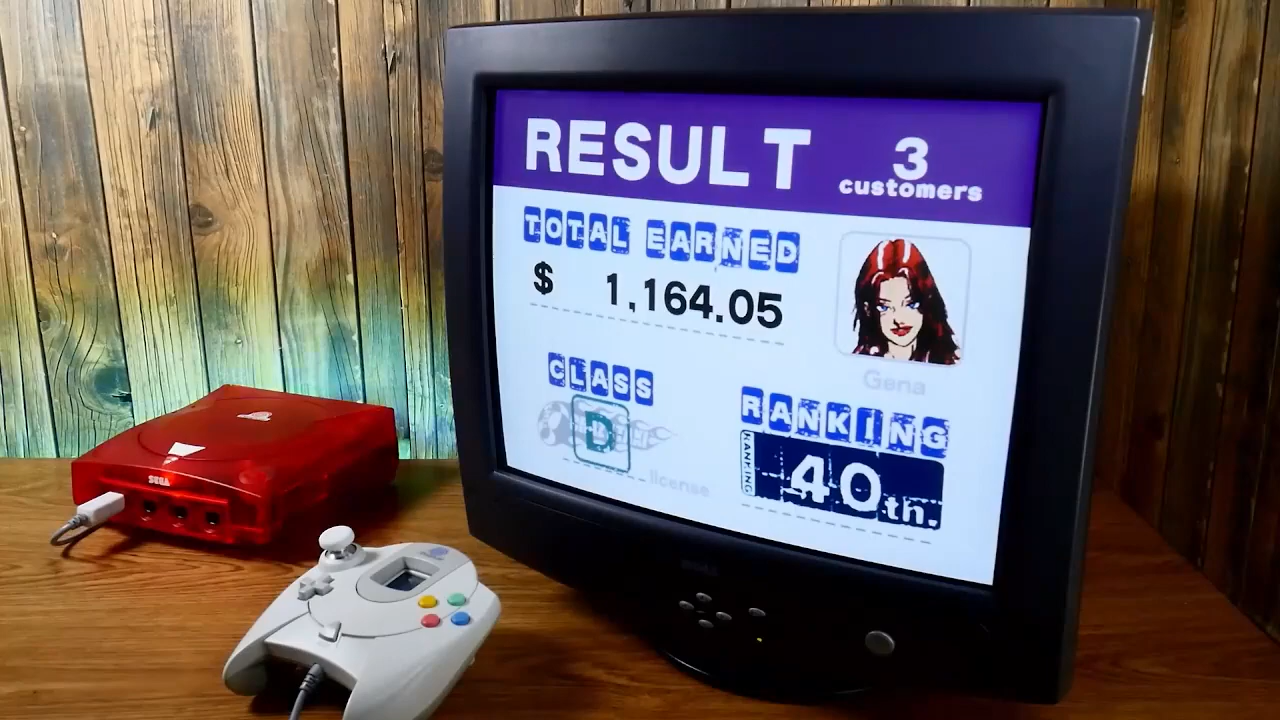 RESULT
3
customers
TOTAL EARNED
$ 1,164.05
Gena
CLASS
D
license
RANKING
RANKING
40th.
SEGA